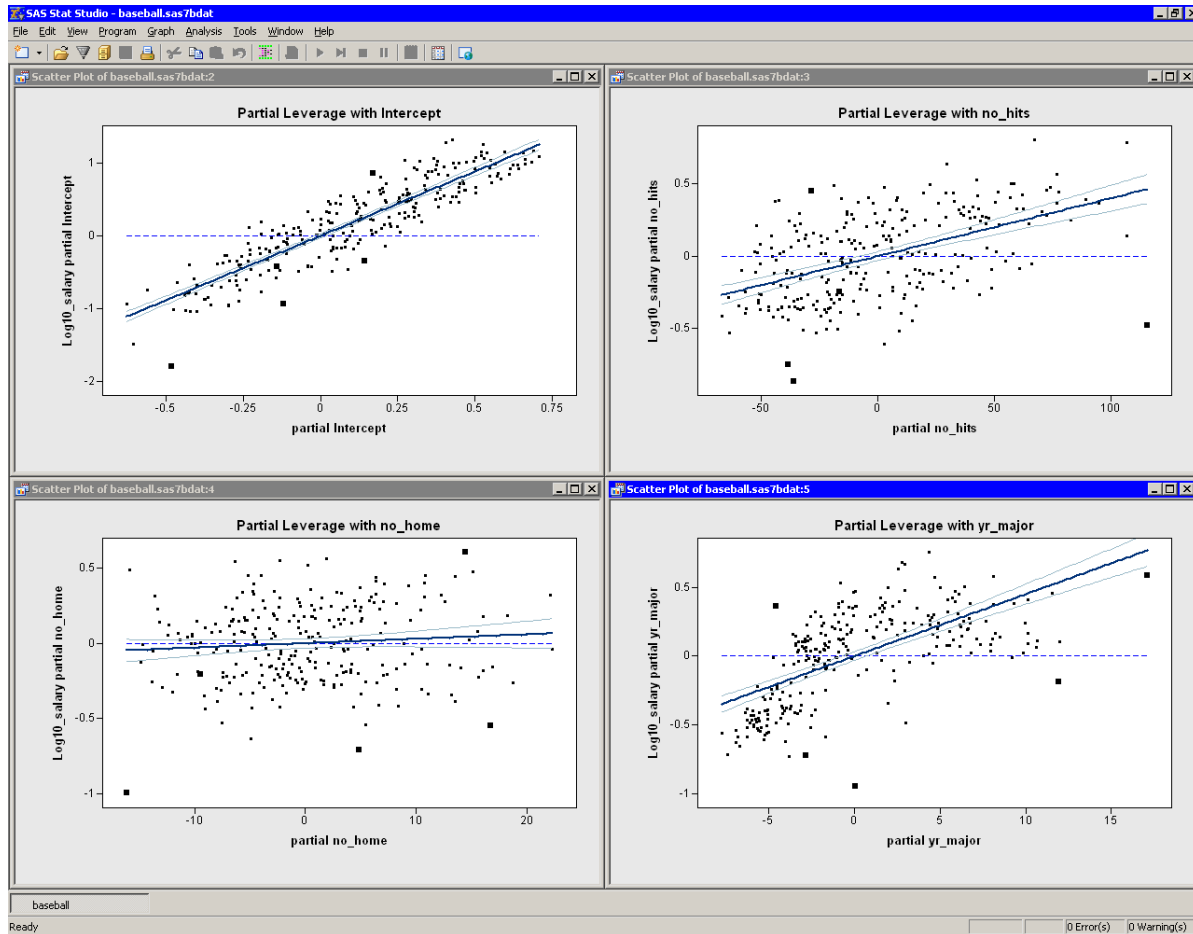 SAS Stat Studio - baseball.sas7bdat
File Edit View Program Graph Analysis Tools Window Help
Scatter Plot of baseball.sas7bdat:2
Partial Leverage with Intercept
Log10_salary partial Intercept
1
0
-1
-2
-0.5 -0.25 0 0.25 0.5 0.75
partial Intercept
Scatter Plot of baseball.sas7bdat:3
Partial Leverage with no_hits
Log10_salary partial no_hits
0.5
0
-0.5
-50 0 50 100
partial no_hits
Scatter Plot of baseball.sas7bdat:4
Partial Leverage with no_home
Log10_salary partial no_home
0.5
0
-0.5
-1
-10 0 10 20
partial no_home
Scatter Plot of baseball.sas7bdat:5
Partial Leverage with yr_major
Log10_salary partial yr_major
0.5
0
-0.5
-1
-5 0 5 10 15
partial yr_major
baseball
Ready
0 Error(s) 0 Warning(s)